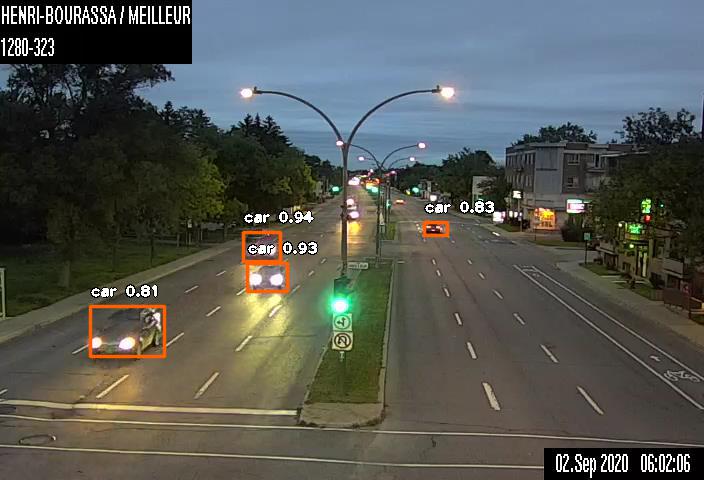 HENRI-BOURASSA / MEILLEUR
1280-323
car 0.94
car 0.83
car 0.93
car 0.81
02.Sep 2020 06:02:06